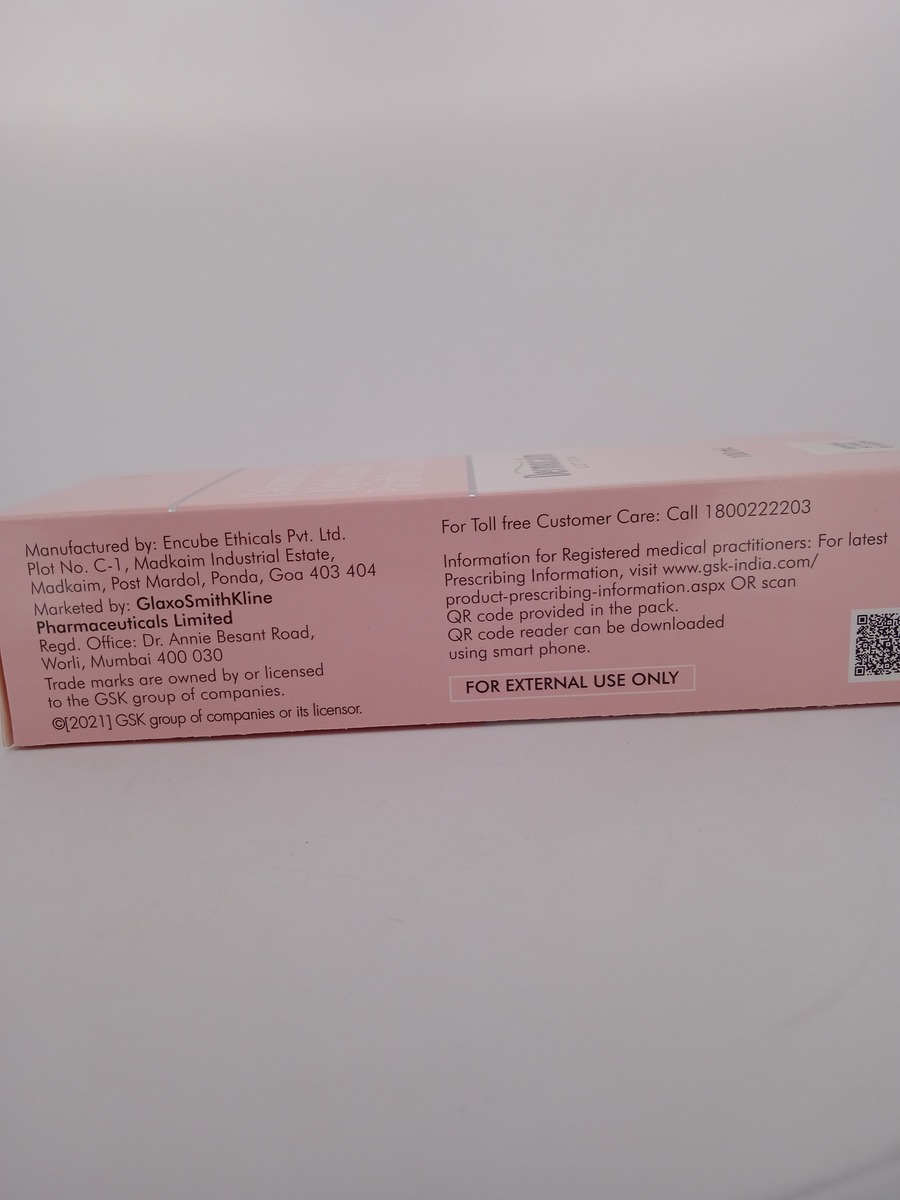 Manufactured by: Encube Ethicals Pvt. Ltd.
Plot No. C-1, Madkaim Industrial Estate,
Madkaim, Post Mardol, Ponda, Goa 403 404
Marketed by: GlaxoSmithKline
Pharmaceuticals Limited
Regd. Office: Dr. Annie Besant Road,
Worli, Mumbai 400 030
Trade marks are owned by or licensed
to the GSK group of companies.
©[2021] GSK group of companies or its licensor.
For Toll free Customer Care: Call 1800222203
Information for Registered medical practitioners: For latest
Prescribing Information, visit www.gsk-india.com/
product-prescribing-information.aspx OR scan
QR code provided in the pack.
QR code reader can be downloaded
using smart phone.
FOR EXTERNAL USE ONLY